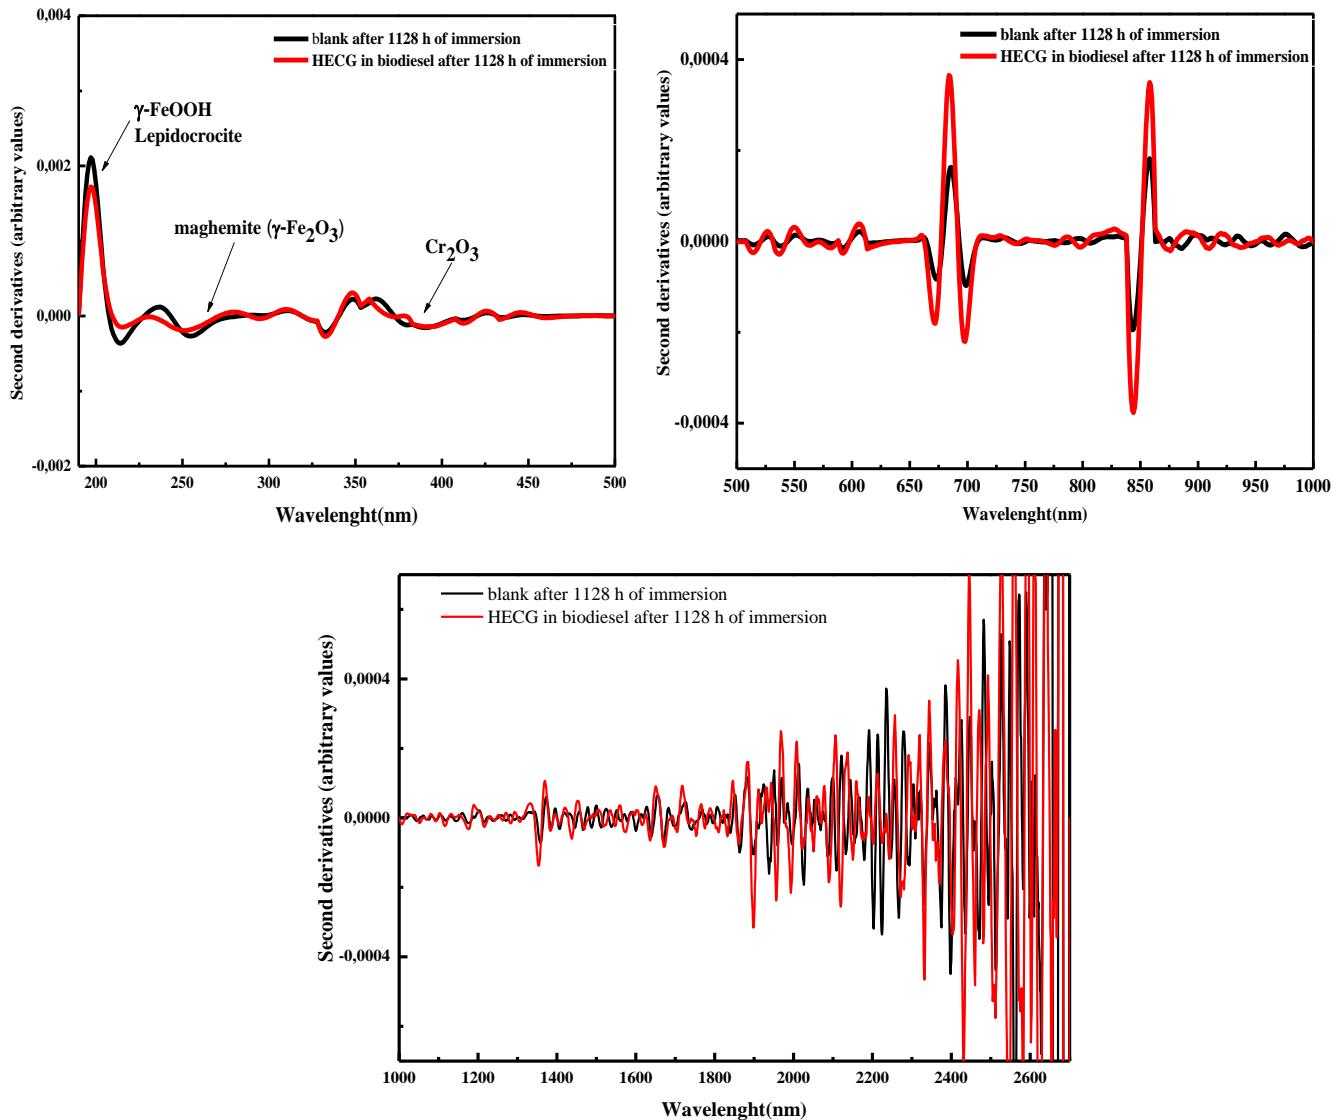 0,004
0,002
0,000
-0,002
Second derivatives (arbitrary values)
blank after 1128 h of immersion
HECG in biodiesel after 1128 h of immersion
γ-FeOOH
Lepidocrocite
maghemite (γ-Fe2O3)
Cr2O3
200 250 300 350 400 450 500
Wavelenght(nm)
0,0004
0,0000
-0,0004
Second derivatives (arbitrary values)
blank after 1128 h of immersion
HECG in biodiesel after 1128 h of immersion
500 550 600 650 700 750 800 850 900 950 1000
Wavelenght(nm)
0,0004
0,0000
-0,0004
Second derivatives (arbitrary values)
blank after 1128 h of immersion
HECG in biodiesel after 1128 h of immersion
1000 1200 1400 1600 1800 2000 2200 2400 2600
Wavelenght(nm)